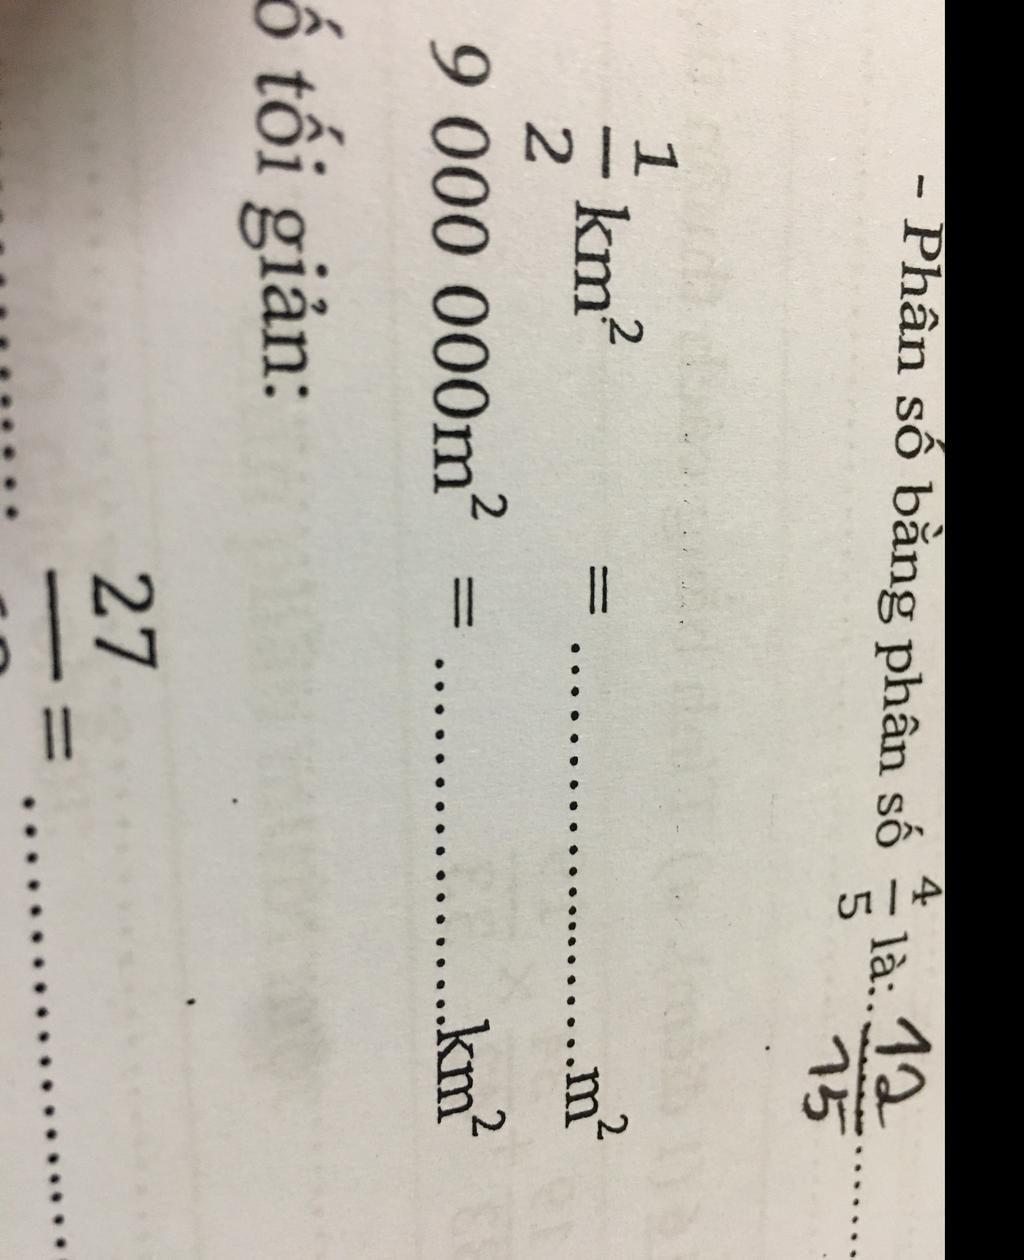 - Phân số bằng phân số 4/5 là: 12/15
1/2 km² = ........................m²
9 000 000m² = ........................km²
ố tối giản:
27
= ........................